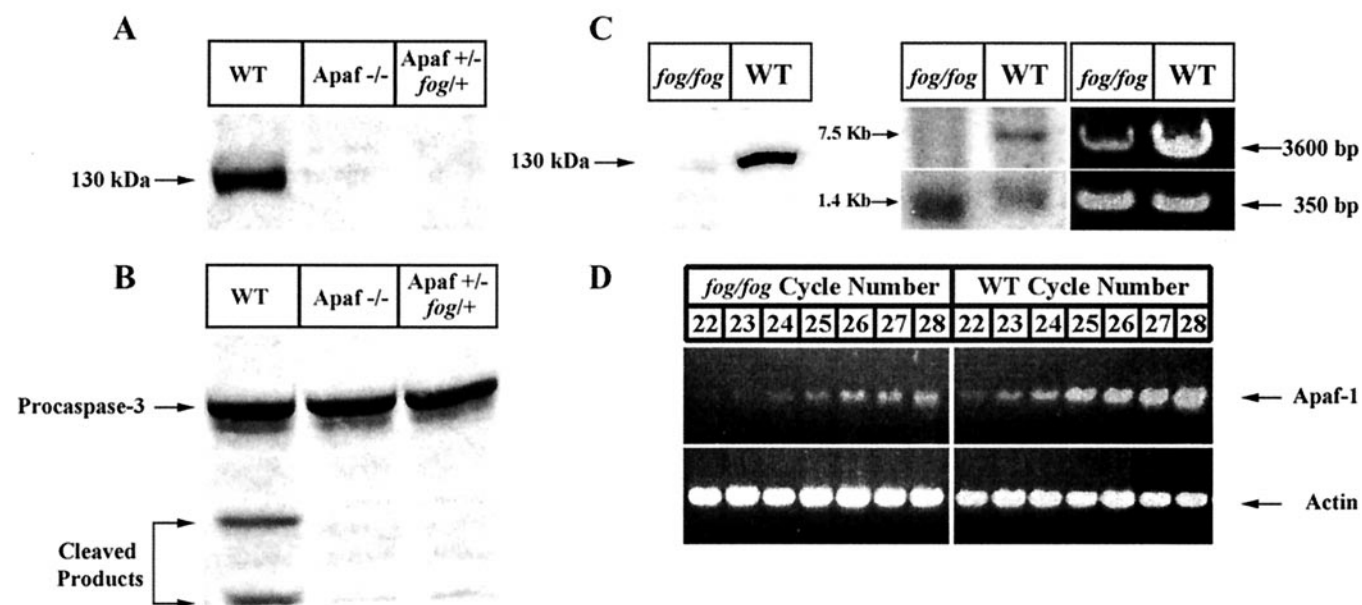 A
WT
Apaf -/-
Apaf +/-
fog/+
130 kDa
B
WT
Apaf -/-
Apaf +/-
fog/+
Procaspase-3
Cleaved
Products
C
fog/fog
WT
130 kDa
fog/fog
WT
fog/fog
WT
7.5 Kb
3600 bp
1.4 Kb
350 bp
D
fog/fog Cycle Number
WT Cycle Number
22 23 24 25 26 27 28
22 23 24 25 26 27 28
Apaf-1
Actin